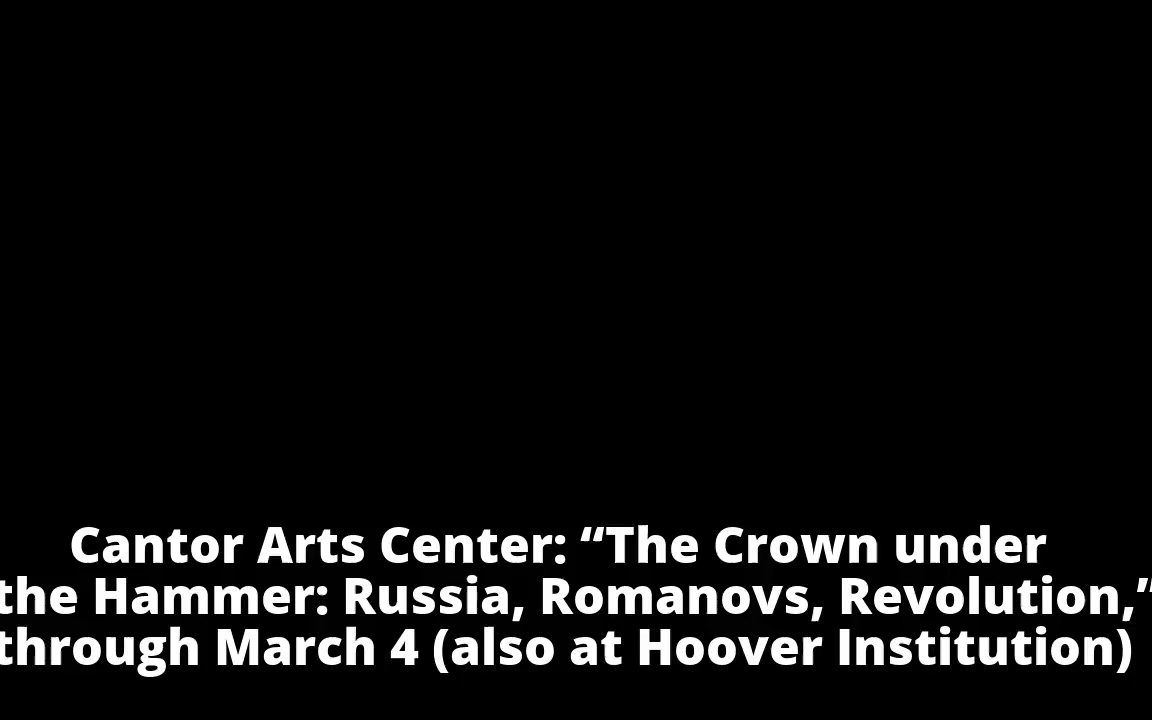 Cantor Arts Center: “The Crown under
the Hammer: Russia, Romanovs, Revolution,”
through March 4 (also at Hoover Institution)